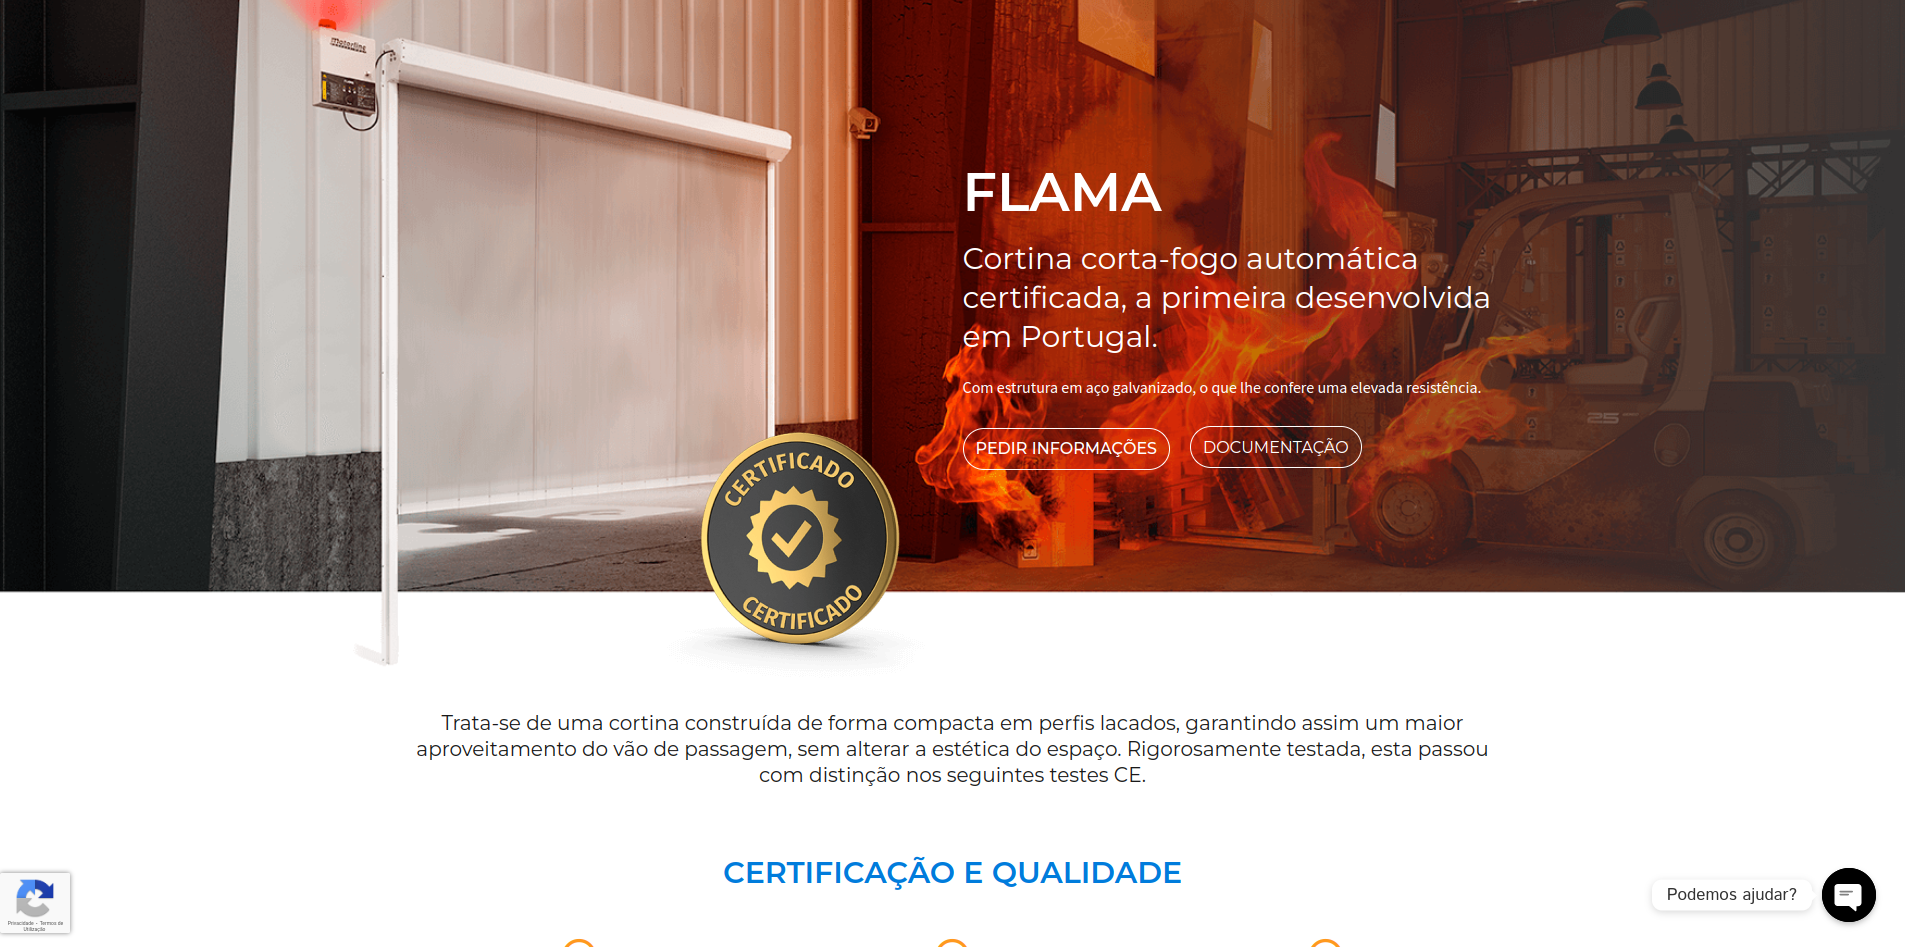 Motorline
FLAMA
Cortina corta-fogo automática
certificada, a primeira desenvolvida
em Portugal.
Com estrutura em aço galvanizado, o que lhe confere uma elevada resistência.
PEDIR INFORMAÇÕES
DOCUMENTAÇÃO
25
CERTIFICADO
CERTIFICADO
Trata-se de uma cortina construída de forma compacta em perfis lacados, garantindo assim um maior
aproveitamento do vão de passagem, sem alterar a estética do espaço. Rigorosamente testada, esta passou
com distinção nos seguintes testes CE.
CERTIFICAÇÃO E QUALIDADE
Privacidade - Termos de
Utilização
Podemos ajudar?